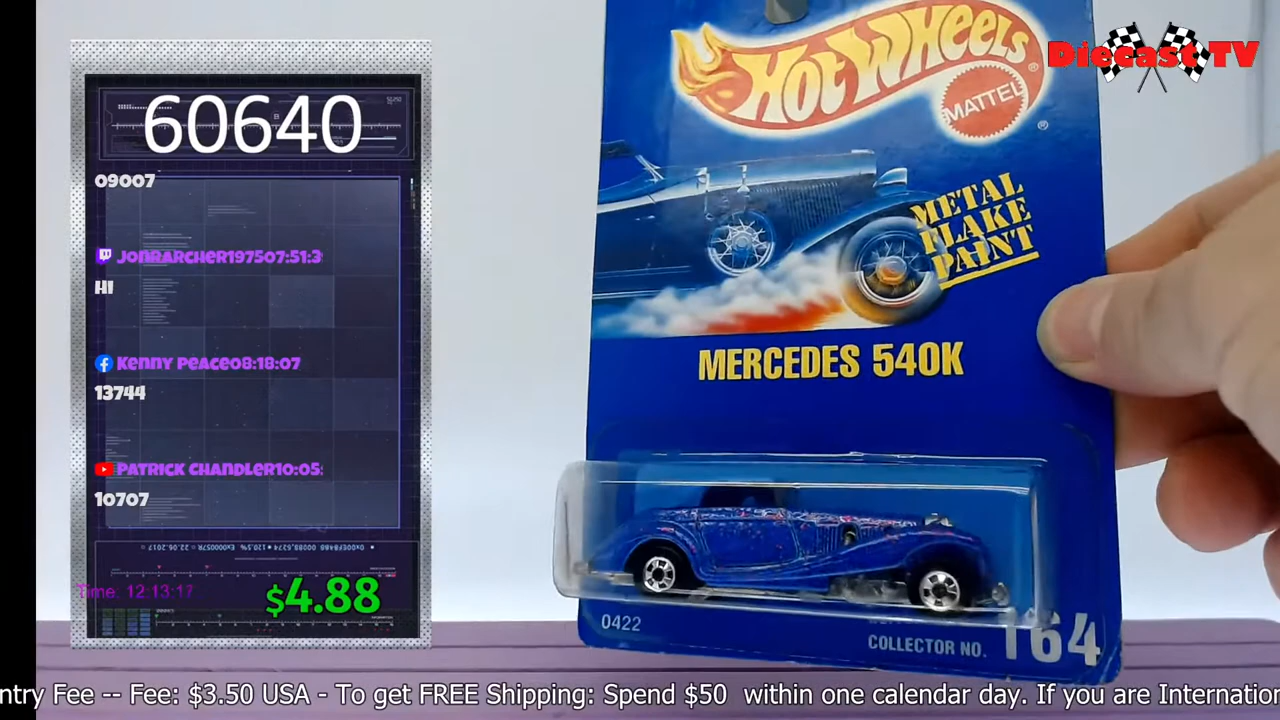 60640
09007
JONRARCHER197507:51:3
HI
Kenny Peace08:18:07
13744
PATRICK CHANDLER10:05:
10707
Time: 12:13:17
$4.88
HOT WHEELS
®
MATTEL
®
METAL
FLAKE
PAINT
MERCEDES 540K
0422
COLLECTOR NO. 164
Diecast TV
ntry Fee -- Fee: $3.50 USA - To get FREE Shipping: Spend $50 within one calendar day. If you are Internation